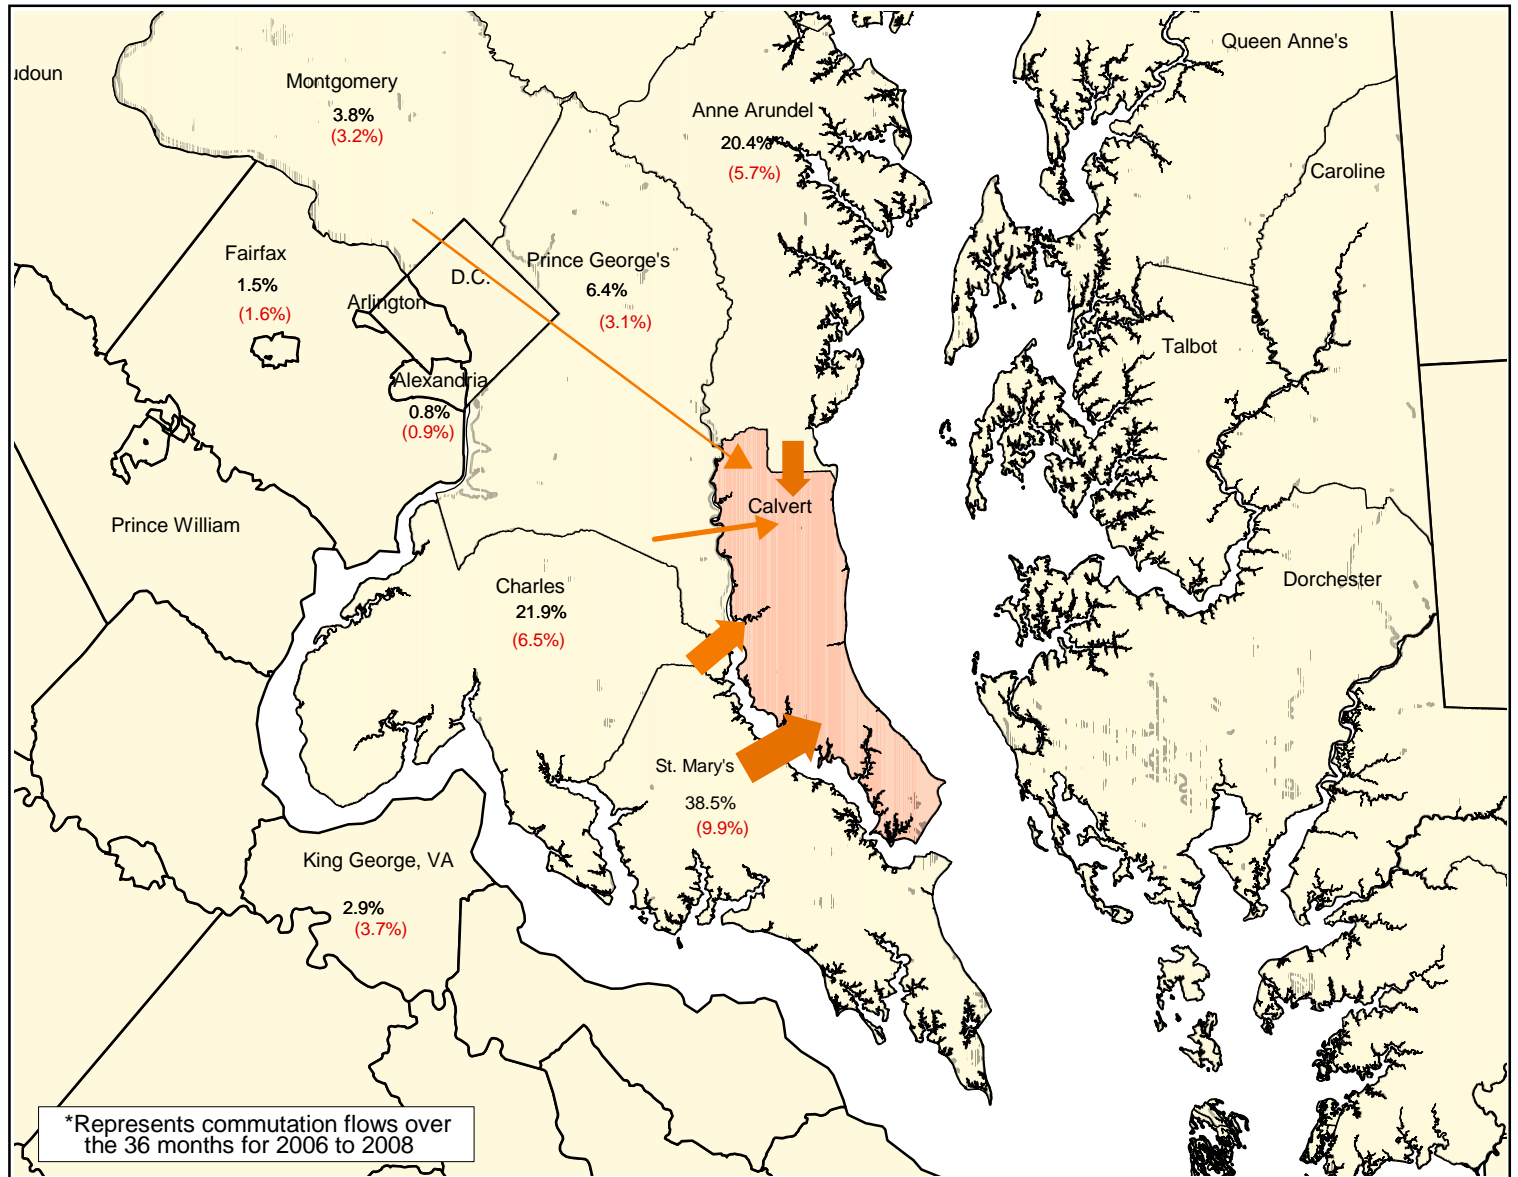 Queen Anne's
udoun
Montgomery
3.8%
(3.2%)
Anne Arundel
20.4%
(5.7%)
Caroline
Fairfax
1.5%
(1.6%)
D.C.
Prince George's
6.4%
(3.1%)
Arlington
Talbot
Alexandria
0.8%
(0.9%)
Calvert
Prince William
Charles
21.9%
(6.5%)
Dorchester
St. Mary's
38.5%
(9.9%)
King George, VA
2.9%
(3.7%)
*Represents commutation flows over
the 36 months for 2006 to 2008